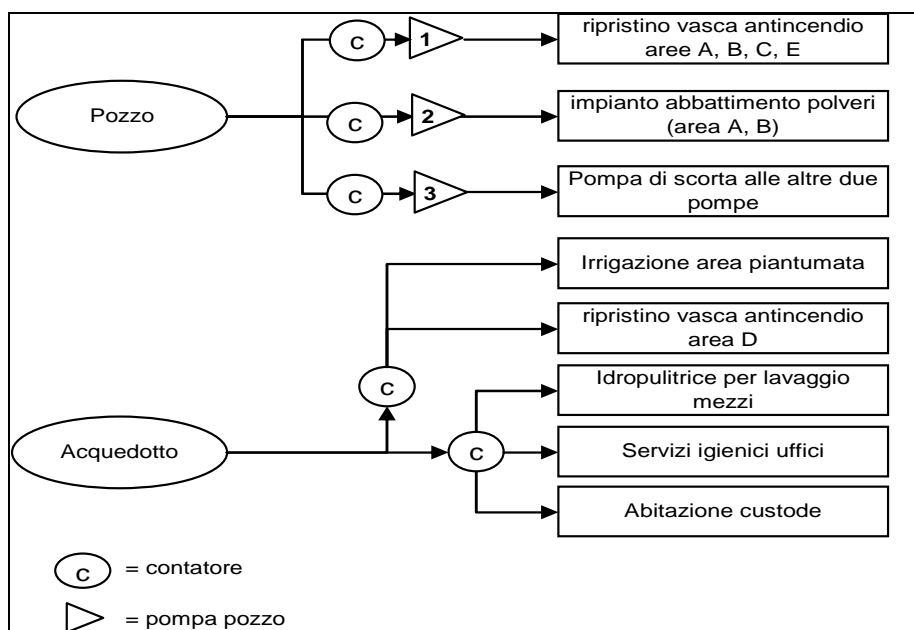 ripristino vasca antincendio
aree A, B, C, E
C
1
Pozzo
C
2
impianto abbattimento polveri
(area A, B)
C
3
Pompa di scorta alle altre due
pompe
Irrigazione area piantumata
ripristino vasca antincendio
area D
C
Idropulitrice per lavaggio
mezzi
Acquedotto
C
Servizi igienici uffici
Abitazione custode
C
= contatore
= pompa pozzo